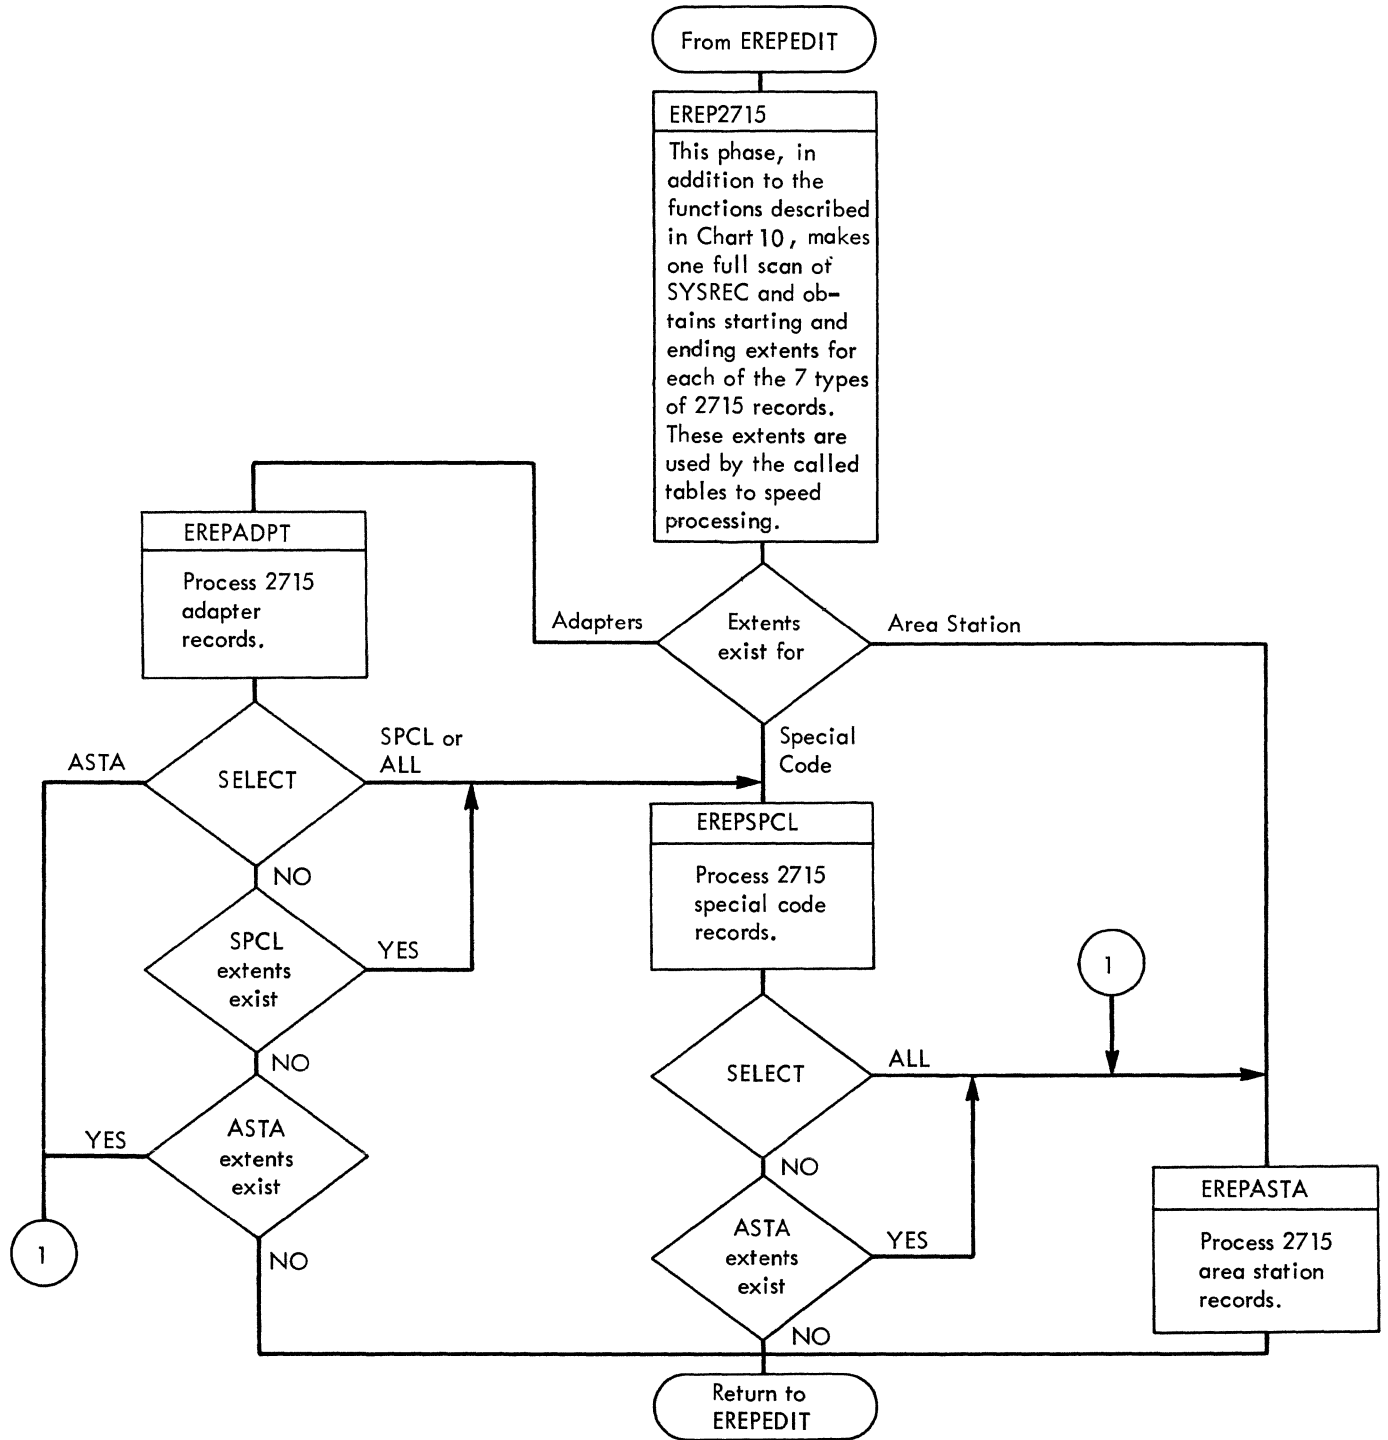 From EREPEDIT
EREP2715
This phase, in
addition to the
functions described
in Chart 10, makes
one full scan of
SYSREC and ob-
tains starting and
ending extents for
each of the 7 types
of 2715 records.
These extents are
used by the called
tables to speed
processing.
EREPADPT
Process 2715
adapter
records.
Adapters
Extents
exist for
Area Station
Special
Code
ASTA
SELECT
SPCL or
ALL
NO
SPCL
extents
exist
YES
NO
ASTA
extents
exist
YES
NO
1
EREPSPCL
Process 2715
special code
records.
SELECT
ALL
1
NO
ASTA
extents
exist
YES
NO
EREPASTA
Process 2715
area station
records.
Return to
EREPEDIT